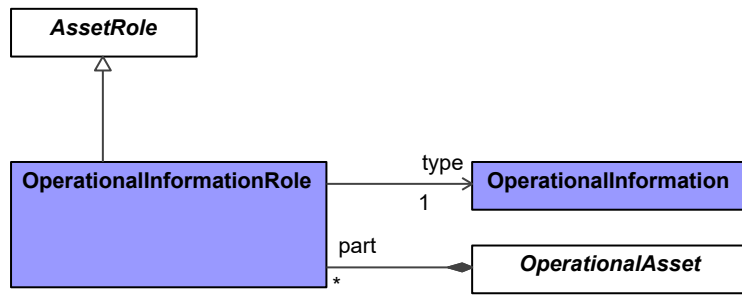 AssetRole
OperationalInformationRole
type
1
OperationalInformation
part
*
OperationalAsset